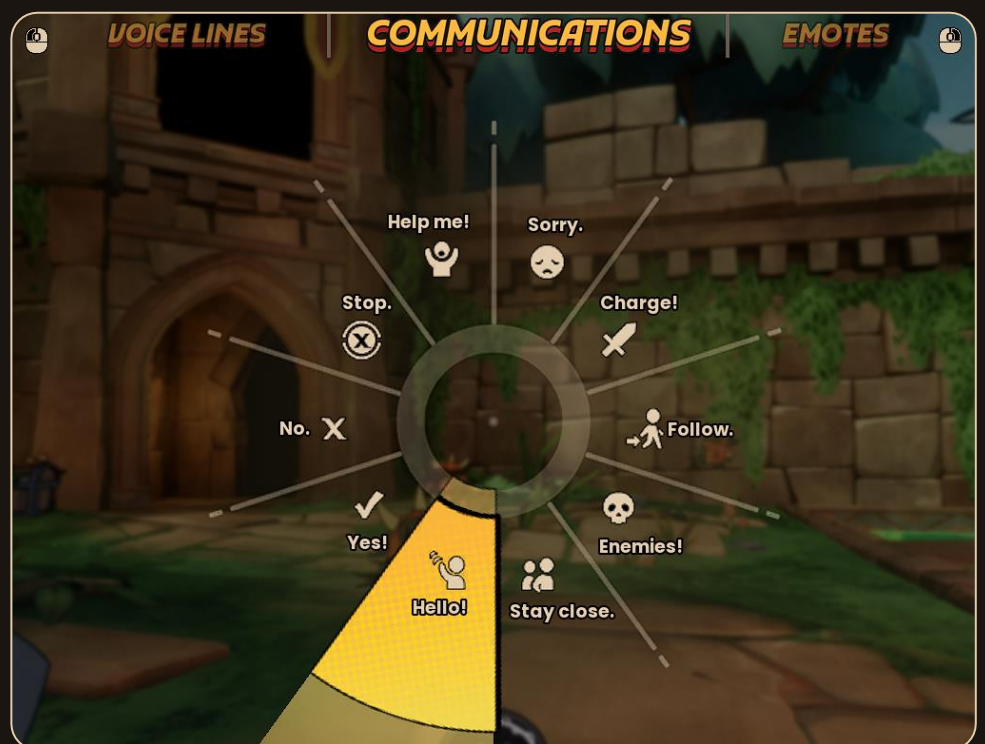 VOICE LINES
COMMUNICATIONS
EMOTES
Help me!
Sorry.
Stop.
Charge!
No.
Follow.
Yes!
Enemies!
Hello!
Stay close.